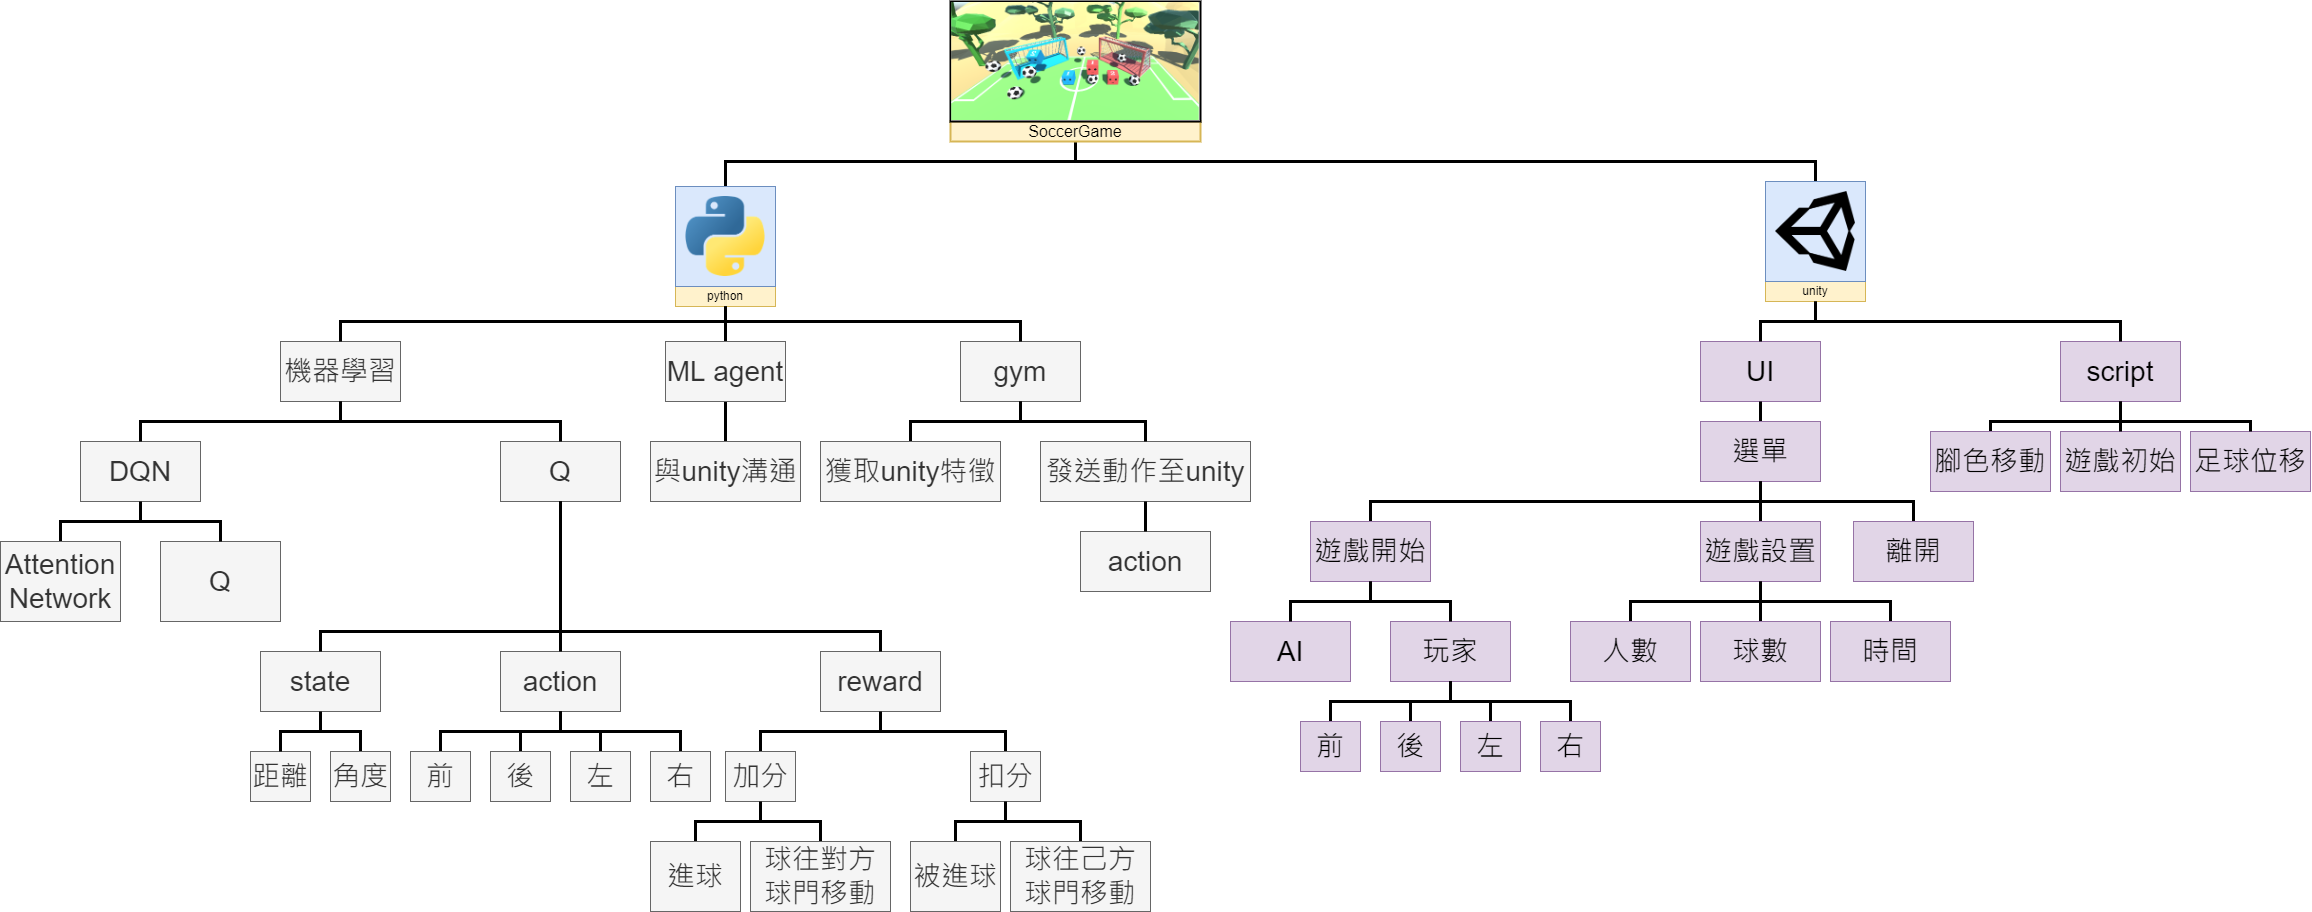 SoccerGame
python
unity
機器學習
ML agent
gym
UI
script
DQN
Q
與unity溝通
獲取unity特徵
發送動作至unity
選單
腳色移動
遊戲初始
足球位移
Attention
Network
Q
action
遊戲開始
遊戲設置
離開
state
action
reward
AI
玩家
人數
球數
時間
距離
角度
前
後
左
右
加分
扣分
前
後
左
右
進球
球往對方
球門移動
被進球
球往己方
球門移動